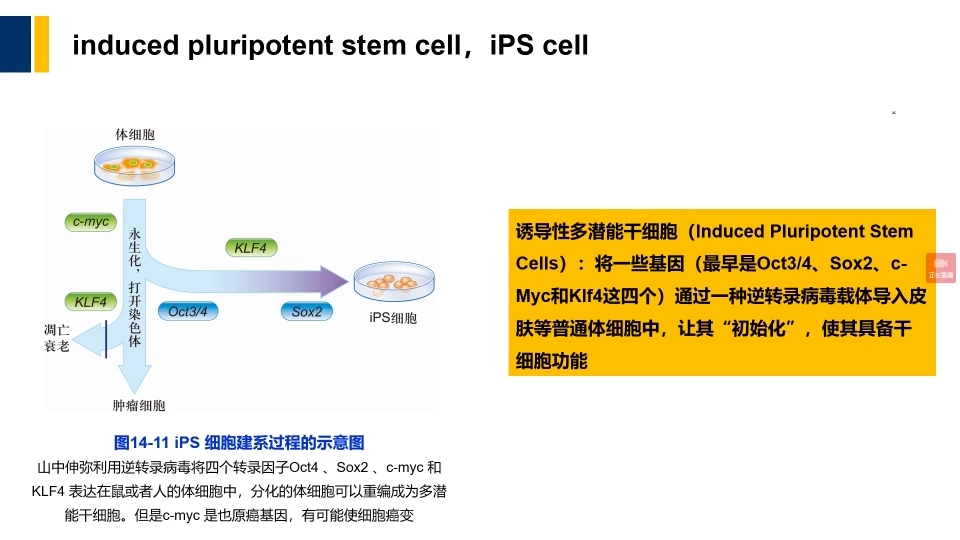 induced pluripotent stem cell，iPS cell
体细胞
c-myc
永生化，打开染色体
KLF4
KLF4
Oct3/4
Sox2
iPS细胞
凋亡
衰老
肿瘤细胞
图14-11 iPS 细胞建系过程的示意图
山中伸弥利用逆转录病毒将四个转录因子Oct4 、Sox2 、c-myc 和
KLF4 表达在鼠或者人的体细胞中，分化的体细胞可以重编成为多潜
能干细胞。但是c-myc 是也原癌基因，有可能使细胞癌变
诱导性多潜能干细胞（Induced Pluripotent Stem
Cells）：将一些基因（最早是Oct3/4、Sox2、c-
Myc和Klf4这四个）通过一种逆转录病毒载体导入皮
肤等普通体细胞中，让其“初始化”，使其具备干
细胞功能
正在直播